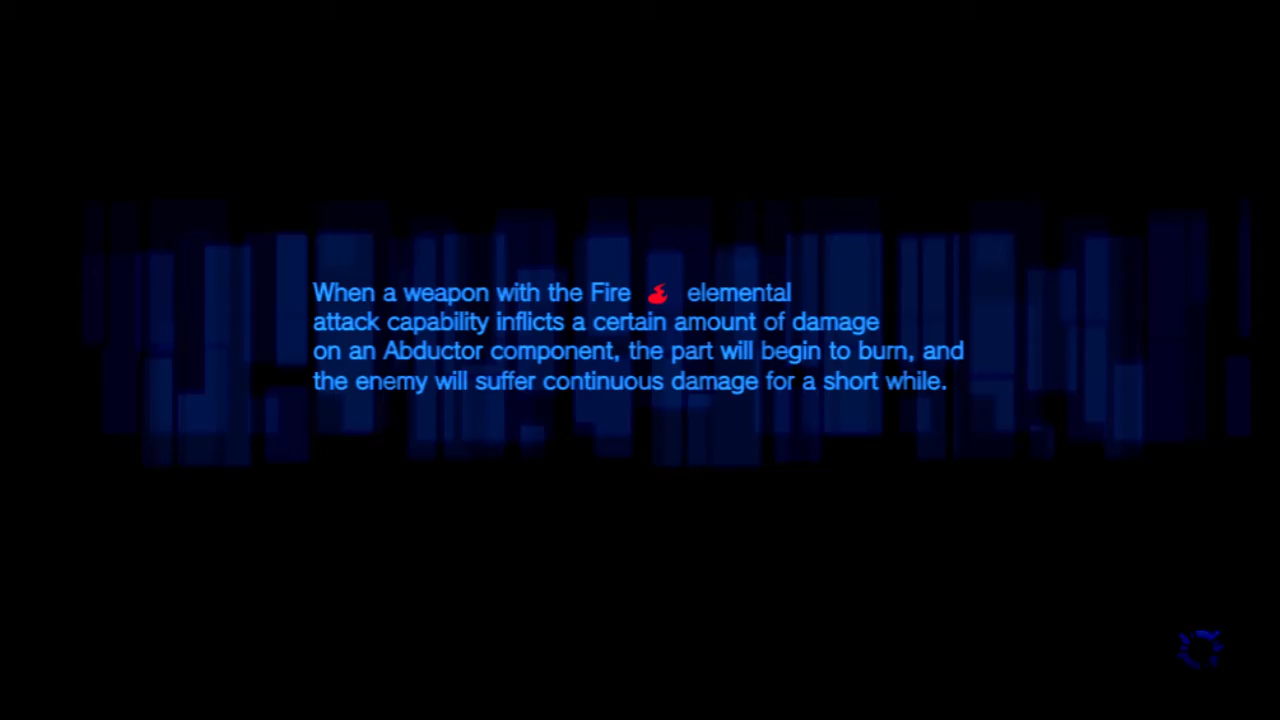 When a weapon with the Fire elemental
attack capability inflicts a certain amount of damage
on an Abductor component, the part will begin to burn, and
the enemy will suffer continuous damage for a short while.